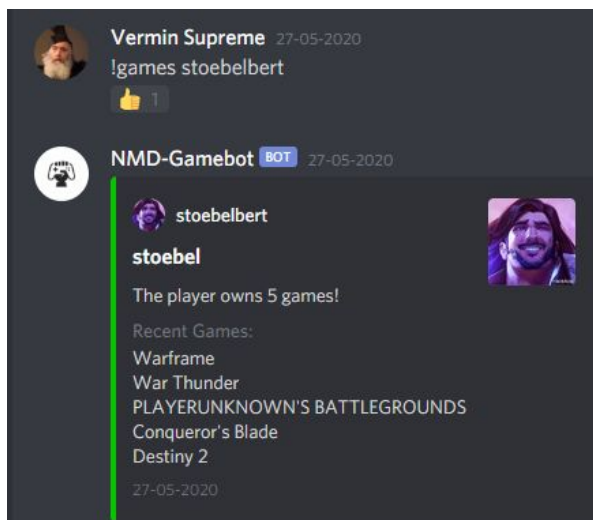 Vermin Supreme 27-05-2020
!games stoebelbert
👍 1
NMD-Gamebot BOT 27-05-2020
stoebelbert
stoebel
The player owns 5 games!
Recent Games:
Warframe
War Thunder
PLAYERUNKNOWN'S BATTLEGROUNDS
Conqueror's Blade
Destiny 2
27-05-2020